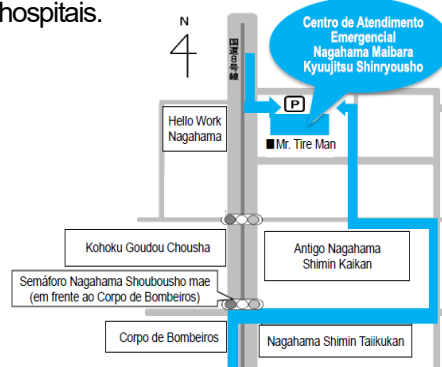 hospitais.
N
国道8号線
Centro de Atendimento
Emergencial
Nagahama Maibara
Kyuujitsu Shinryousho
P
Hello Work
Nagahama
■Mr. Tire Man
Kohoku Goudou Chousha
Antigo Nagahama
Shimin Kaikan
Semáforo Nagahama Shoubousho mae
(em frente ao Corpo de Bombeiros)
Corpo de Bombeiros
Nagahama Shimin Taiikukan